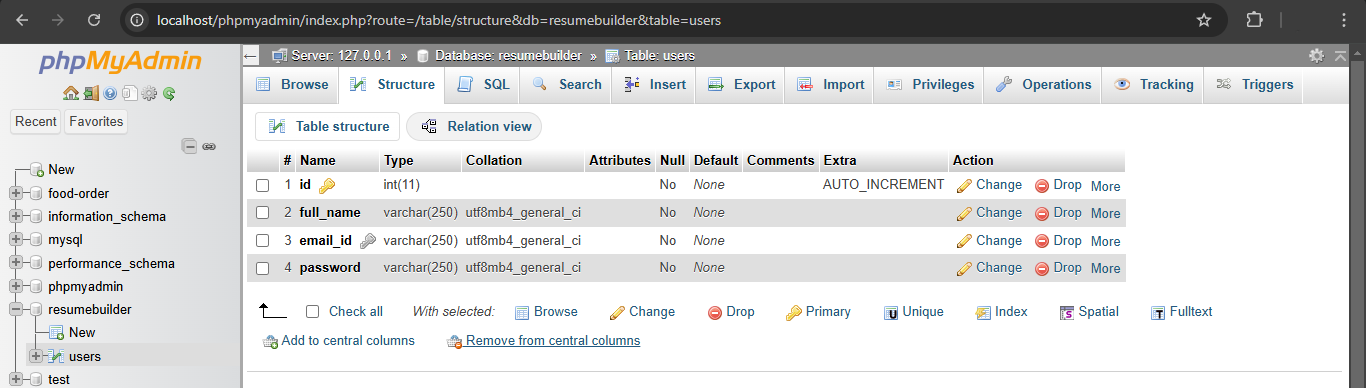 localhost/phpmyadmin/index.php?route=/table/structure&db=resumebuilder&table=users
phpMyAdmin
Recent Favorites
New
food-order
information_schema
mysql
performance_schema
phpmyadmin
resumebuilder
New
users
test
Server: 127.0.0.1 » Database: resumebuilder » Table: users
Browse Structure SQL Search Insert Export Import Privileges Operations Tracking Triggers
Table structure Relation view
# Name Type Collation Attributes Null Default Comments Extra Action
1 id int(11) No None AUTO_INCREMENT Change Drop More
2 full_name varchar(250) utf8mb4_general_ci No None Change Drop More
3 email_id varchar(250) utf8mb4_general_ci No None Change Drop More
4 password varchar(250) utf8mb4_general_ci No None Change Drop More
Check all With selected: Browse Change Drop Primary Unique Index Spatial Fulltext
Add to central columns Remove from central columns